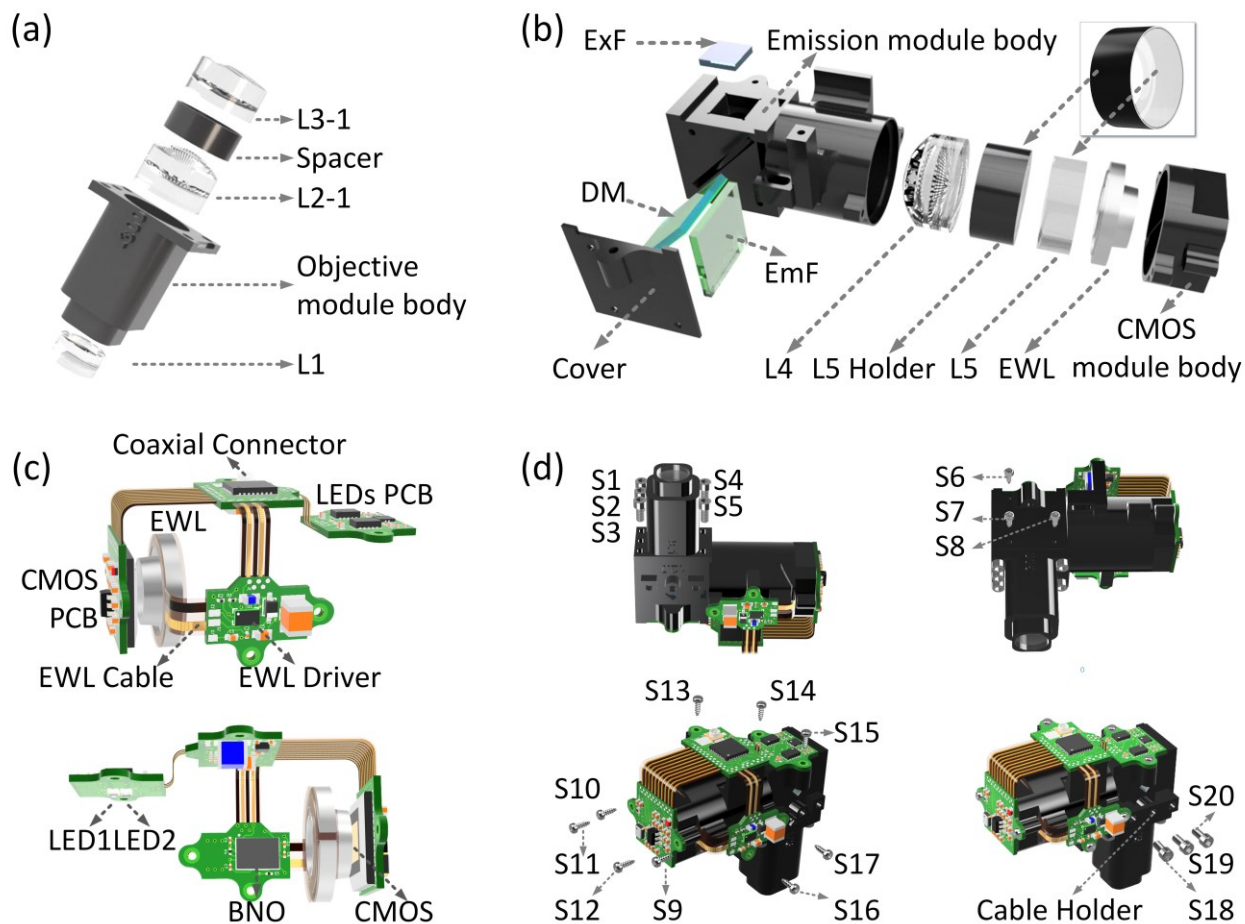 (a)
L3-1
Spacer
L2-1
Objective
module body
L1
(b)
ExF
Emission module body
DM
EmF
Cover
L4
L5 Holder
L5
EWL
CMOS
module body
(c)
Coaxial Connector
LEDs PCB
EWL
CMOS
PCB
EWL Cable
EWL Driver
LED1LED2
BNO
CMOS
(d)
S1
S4
S2
S5
S3
S6
S7
S8
S13
S14
S15
S10
S11
S12
S9
S17
S16
S20
S19
S18
Cable Holder